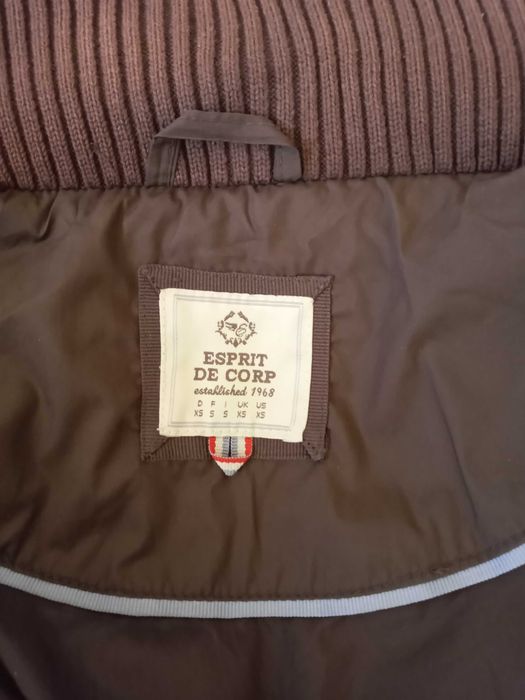 ESPRIT
DE CORP
established 1968
D F I UK US
XS S S XS XS